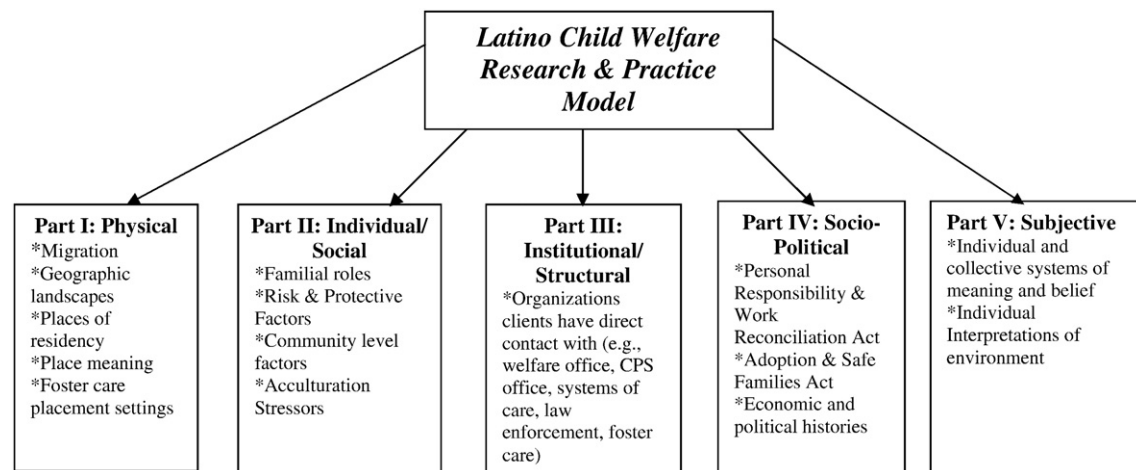 Latino Child Welfare
Research & Practice
Model
Part I: Physical
*Migration
*Geographic
landscapes
*Places of
residency
*Place meaning
*Foster care
placement settings
Part II: Individual/
Social
*Familial roles
*Risk & Protective
Factors
*Community level
factors
*Acculturation
Stressors
Part III:
Institutional/
Structural
*Organizations
clients have direct
contact with (e.g.,
welfare office, CPS
office, systems of
care, law
enforcement, foster
care)
Part IV: Socio-
Political
*Personal
Responsibility &
Work
Reconciliation Act
*Adoption & Safe
Families Act
*Economic and
political histories
Part V: Subjective
*Individual and
collective systems of
meaning and belief
*Individual
Interpretations of
environment